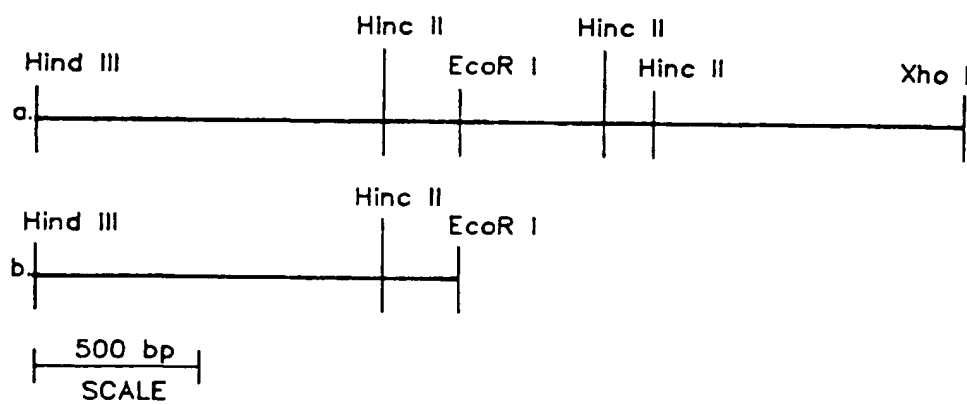 Hinc II
Hinc II
Hind III
EcoR I
Hinc II
Xho I
a.
Hinc II
Hind III
EcoR I
b.
500 bp
SCALE